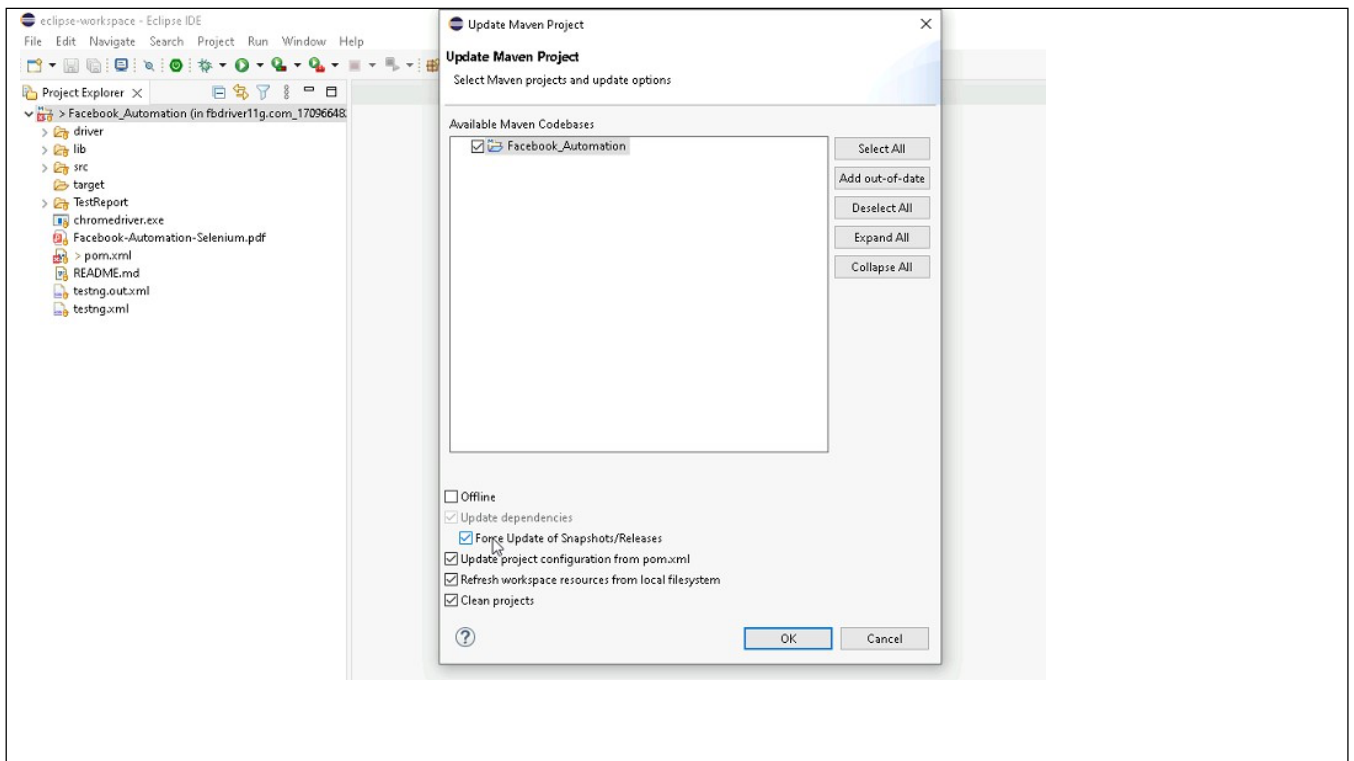 eclipse-workspace - Eclipse IDE
File Edit Navigate Search Project Run Window Help
Project Explorer
> Facebook_Automation (in fbdriver11g.com_17096648
driver
lib
src
target
TestReport
chromedriver.exe
Facebook-Automation-Selenium.pdf
> pom.xml
README.md
testng.out.xml
testng.xml
Update Maven Project
Update Maven Project
Select Maven projects and update options
Available Maven Codebases
Facebook_Automation
Select All
Add out-of-date
Deselect All
Expand All
Collapse All
Offline
Update dependencies
Force Update of Snapshots/Releases
Update project configuration from pom.xml
Refresh workspace resources from local filesystem
Clean projects
OK Cancel